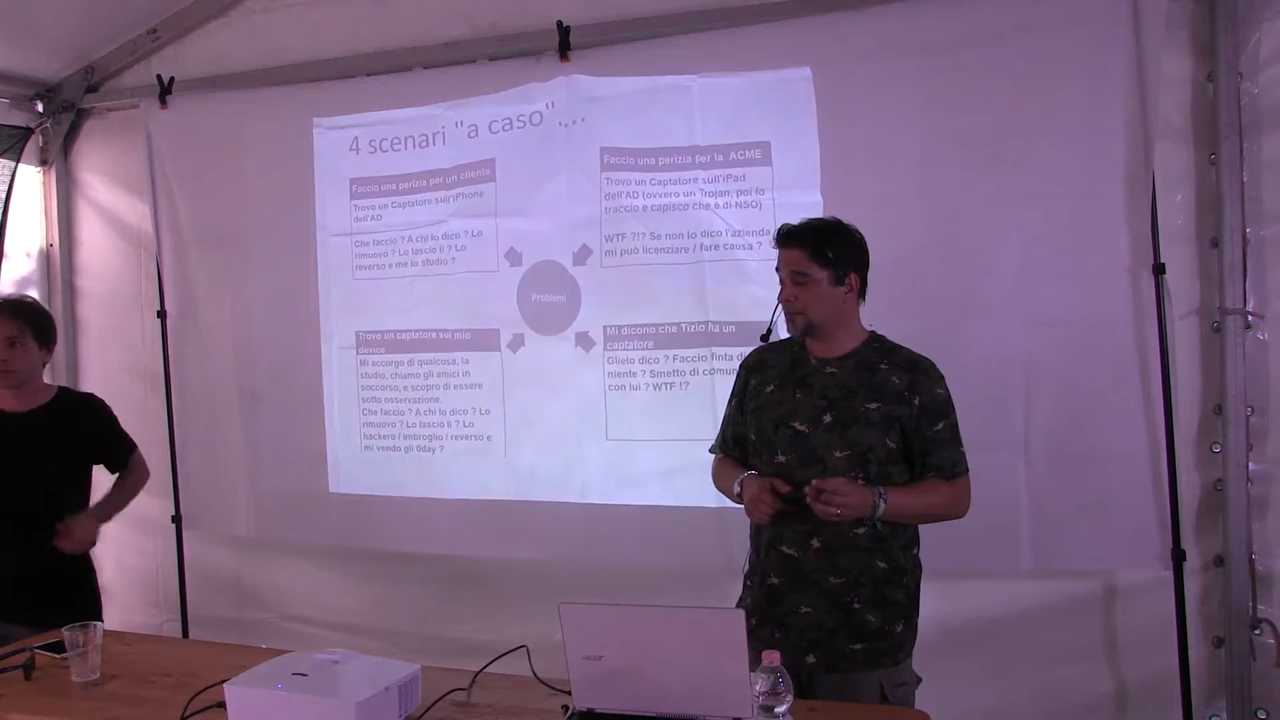 4 scenari "a caso"....
Faccio una perizia per un cliente
Trovo un Captatore sull'iPhone
dell'AD
Che faccio ? A chi lo dico ? Lo
rimuovo ? Lo lascio lì ? Lo
reverso e me lo studio ?
Faccio una perizia per la ACME
Trovo un Captatore sull'iPad
dell'AD (ovvero un Trojan, poi lo
traccio e capisco che è di NSO)
WTF ?!? Se non lo dico l'azienda
mi può licenziare / fare causa ?
Problemi
Trovo un captatore sul mio
device
Mi accorgo di qualcosa, la
studio, chiamo gli amici in
soccorso, e scopro di essere
sotto osservazione.
Che faccio ? A chi lo dico ? Lo
rimuovo ? Lo lascio lì ? Lo
hackero / imbroglio / reverso e
mi vendo gli 0day ?
Mi dicono che Tizio ha un
captatore
Glielo dico ? Faccio finta di
niente ? Smetto di comun
con lui ? WTF !?
acer